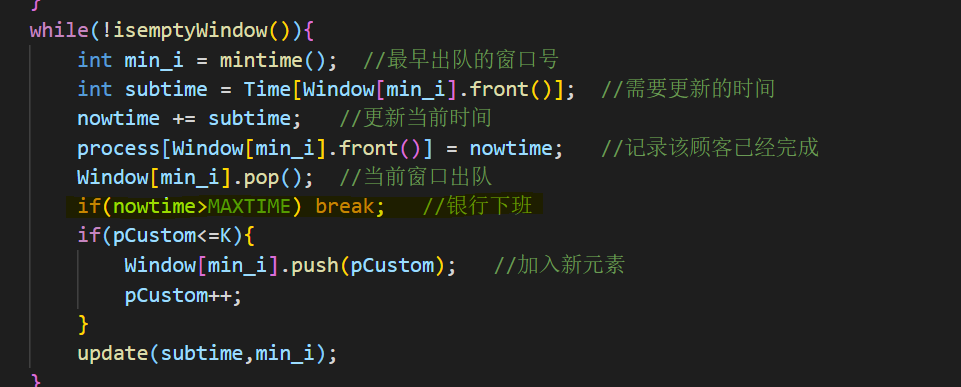 }
while(!isemptyWindow()){
int min_i = mintime();  //最早出队的窗口号
int subtime = Time[Window[min_i].front()];  //需要更新的时间
nowtime += subtime;   //更新当前时间
process[Window[min_i].front()] = nowtime;   //记录该顾客已经完成
Window[min_i].pop();  //当前窗口出队
if(nowtime>MAXTIME) break;   //银行下班
if(pCustom<=K){
Window[min_i].push(pCustom);   //加入新元素
pCustom++;
}
update(subtime,min_i);
}